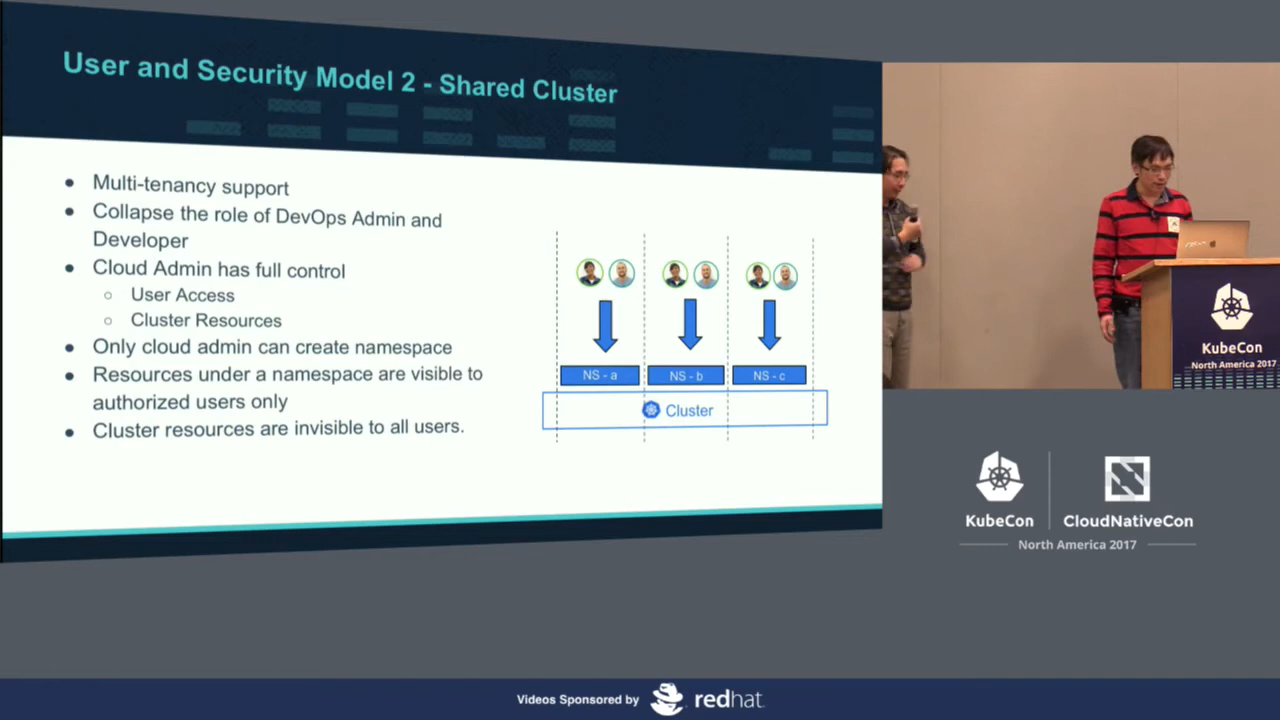 User and Security Model 2 - Shared Cluster
Multi-tenancy support
Collapse the role of DevOps Admin and
Developer
Cloud Admin has full control
User Access
Cluster Resources
Only cloud admin can create namespace
Resources under a namespace are visible to
authorized users only
Cluster resources are invisible to all users.
NS - a
NS - b
NS - c
Cluster
KubeCon
North America 2017
KubeCon
CloudNativeCon
North America 2017
Videos Sponsored by
redhat.